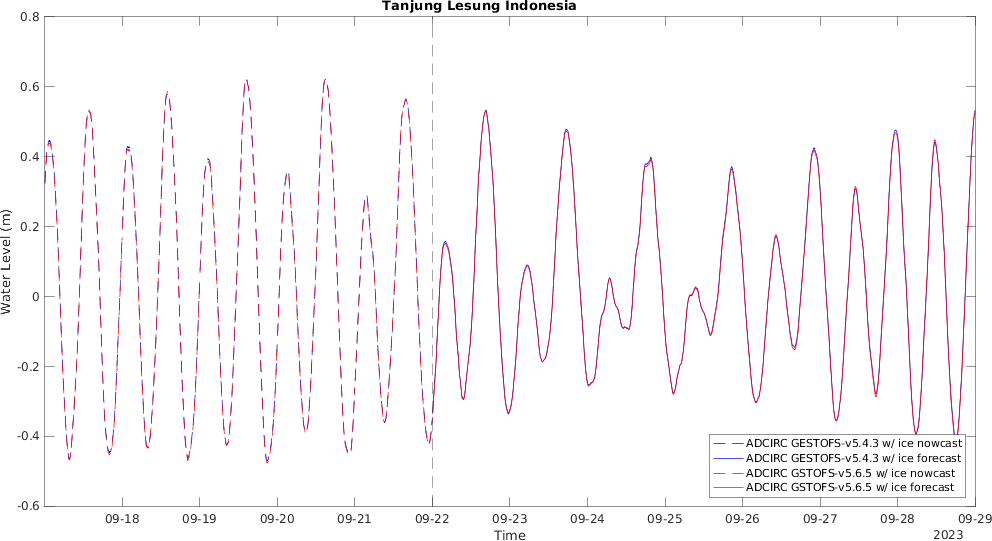 Tanjung Lesung Indonesia
0.8
0.6
0.4
0.2
0
-0.2
-0.4
-0.6
Water Level (m)
ADCIRC GESTOFS-v5.4.3 w/ ice nowcast
ADCIRC GESTOFS-v5.4.3 w/ ice forecast
ADCIRC GSTOFS-v5.6.5 w/ ice nowcast
ADCIRC GSTOFS-v5.6.5 w/ ice forecast
09-18 09-19 09-20 09-21 09-22 09-23 09-24 09-25 09-26 09-27 09-28 09-29
Time
2023